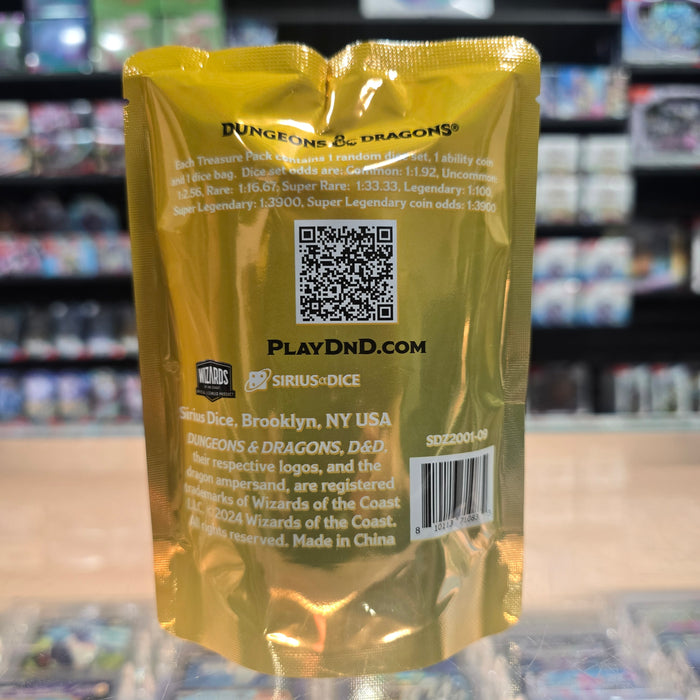 DUNGEONS & DRAGONS®
Each Treasure Pack contains 1 random dice set, 1 ability coin
and 1 dice bag. Dice set odds are: Common: 1:1.92, Uncommon:
1:2.56, Rare: 1:16.67; Super Rare: 1:33.33, Legendary: 1:100,
Super Legendary: 1:3900, Super Legendary coin odds: 1:3900
PLAYDND.COM
WIZARDS
SIRIUS DICE
Sirius Dice, Brooklyn, NY USA
SDZ2001-09
DUNGEONS & DRAGONS, D&D,
their respective logos, and the
dragon ampersand, are registered
trademarks of Wizards of the Coast
LLC. ©2024 Wizards of the Coast.
All rights reserved. Made in China